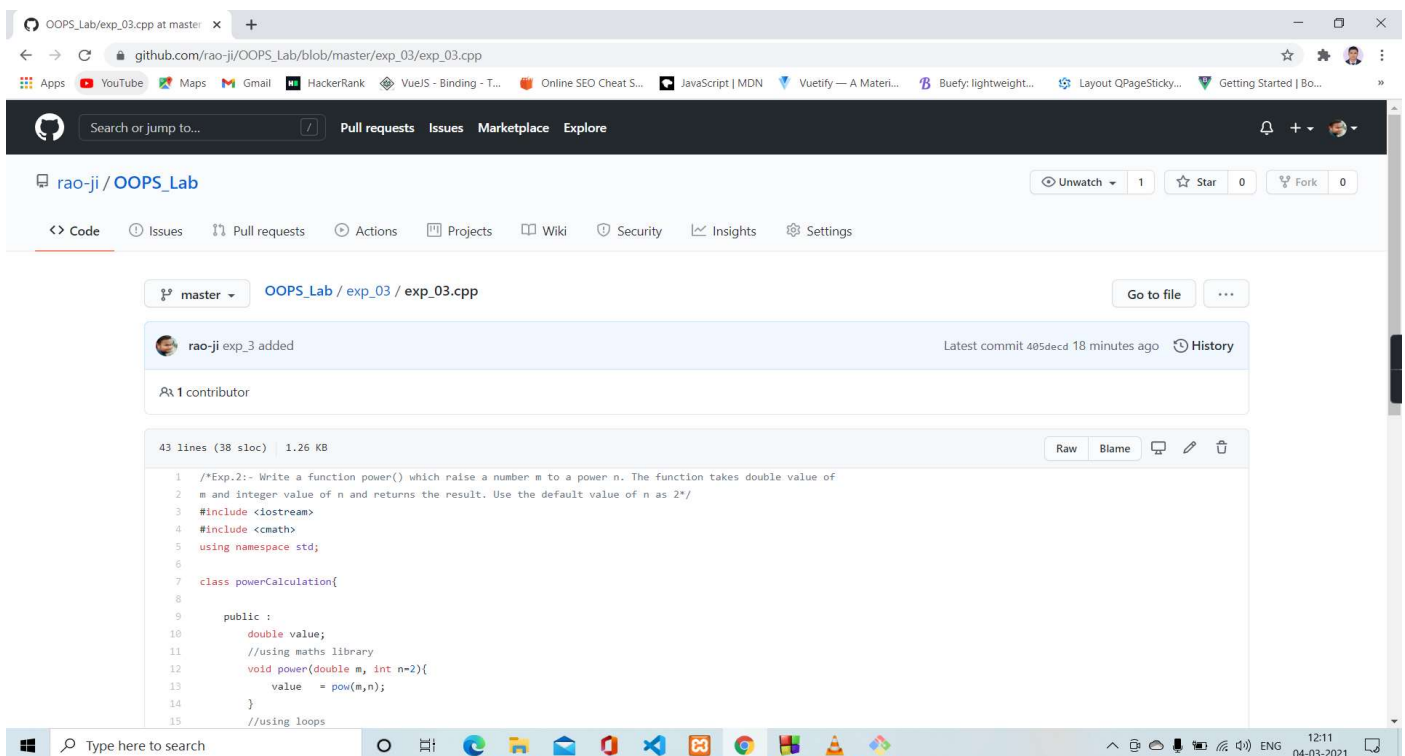 OOPS_Lab/exp_03.cpp at master
github.com/rao-ji/OOPS_Lab/blob/master/exp_03/exp_03.cpp
Apps YouTube Maps Gmail HackerRank VueJS - Binding - T... Online SEO Cheat S... JavaScript | MDN Vuetify — A Materi... Buefy: lightweight... Layout QPageSticky... Getting Started | Bo... »
Search or jump to... / Pull requests Issues Marketplace Explore
rao-ji / OOPS_Lab Unwatch 1 Star 0 Fork 0
<> Code Issues Pull requests Actions Projects Wiki Security Insights Settings
master OOPS_Lab / exp_03 / exp_03.cpp Go to file ...
rao-ji exp_3 added Latest commit 405decd 18 minutes ago History
1 contributor
43 lines (38 sloc) 1.26 KB Raw Blame
1 /*Exp.2:- Write a function power() which raise a number m to a power n. The function takes double value of
2 m and integer value of n and returns the result. Use the default value of n as 2*/
3 #include <iostream>
4 #include <cmath>
5 using namespace std;
6
7 class powerCalculation{
8
9 public :
10 double value;
11 //using maths library
12 void power(double m, int n=2){
13 value = pow(m,n);
14 }
15 //using loops
Type here to search ENG 12:11
04-03-2021